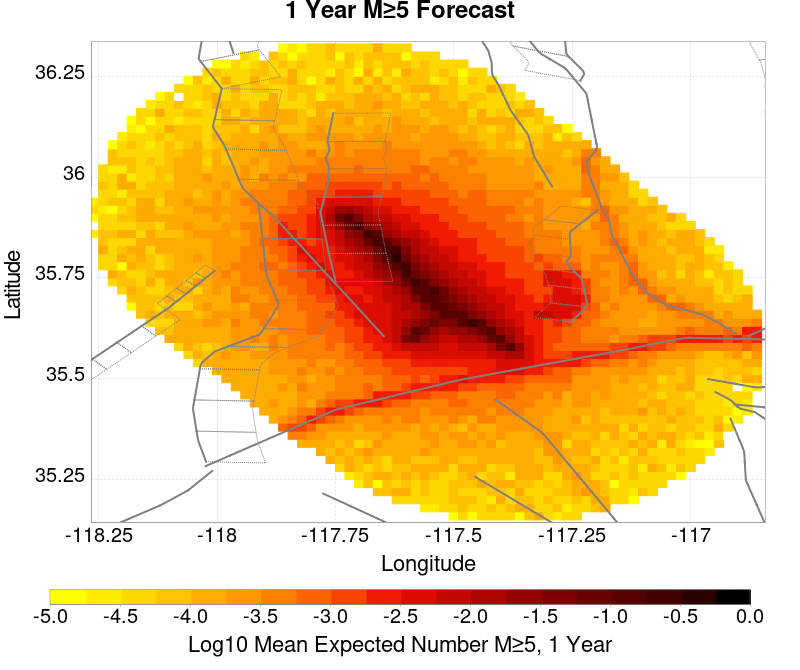 1 Year M≥5 Forecast
36.25
36
35.75
35.5
35.25
Latitude
-118.25 -118 -117.75 -117.5 -117.25 -117
Longitude
-5.0 -4.5 -4.0 -3.5 -3.0 -2.5 -2.0 -1.5 -1.0 -0.5 0.0
Log10 Mean Expected Number M≥5, 1 Year